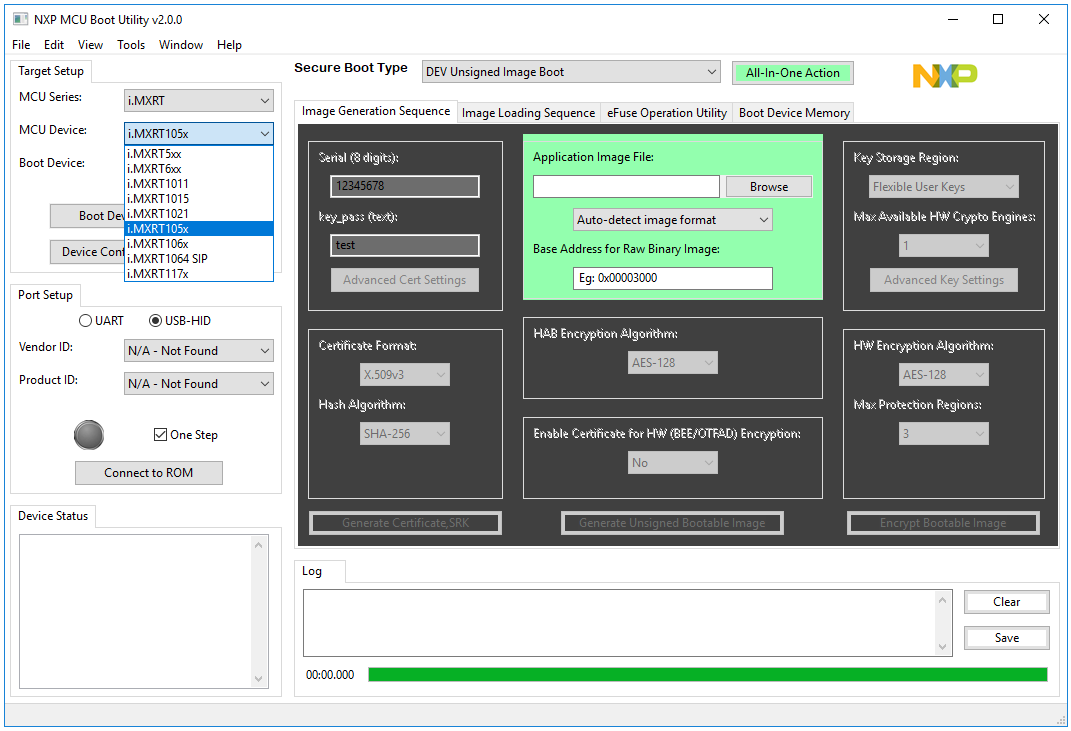 NXP MCU Boot Utility v2.0.0
File Edit View Tools Window Help
Target Setup
MCU Series:
i.MXRT
MCU Device:
i.MXRT105x
Boot Device:
i.MXRT5xx
i.MXRT6xx
i.MXRT1011
i.MXRT1015
i.MXRT1021
i.MXRT105x
i.MXRT106x
i.MXRT1064 SIP
i.MXRT117x
Boot Dev
Device Conf
Port Setup
UART USB-HID
Vendor ID:
N/A - Not Found
Product ID:
N/A - Not Found
One Step
Connect to ROM
Device Status
Secure Boot Type
DEV Unsigned Image Boot
All-In-One Action
NXP
Image Generation Sequence
Image Loading Sequence
eFuse Operation Utility
Boot Device Memory
Serial (8 digits):
12345678
key_pass (text):
test
Advanced Cert Settings
Certificate Format:
X.509v3
Hash Algorithm:
SHA-256
Generate Certificate,SRK
Application Image File:
Browse
Auto-detect image format
Base Address for Raw Binary Image:
Eg: 0x00003000
HAB Encryption Algorithm:
AES-128
Enable Certificate for HW (BEE/OTFAD) Encryption:
No
Generate Unsigned Bootable Image
Key Storage Region:
Flexible User Keys
Max Available HW Crypto Engines:
1
Advanced Key Settings
HW Encryption Algorithm:
AES-128
Max Protection Regions:
3
Encrypt Bootable Image
Log
Clear
Save
00:00.000